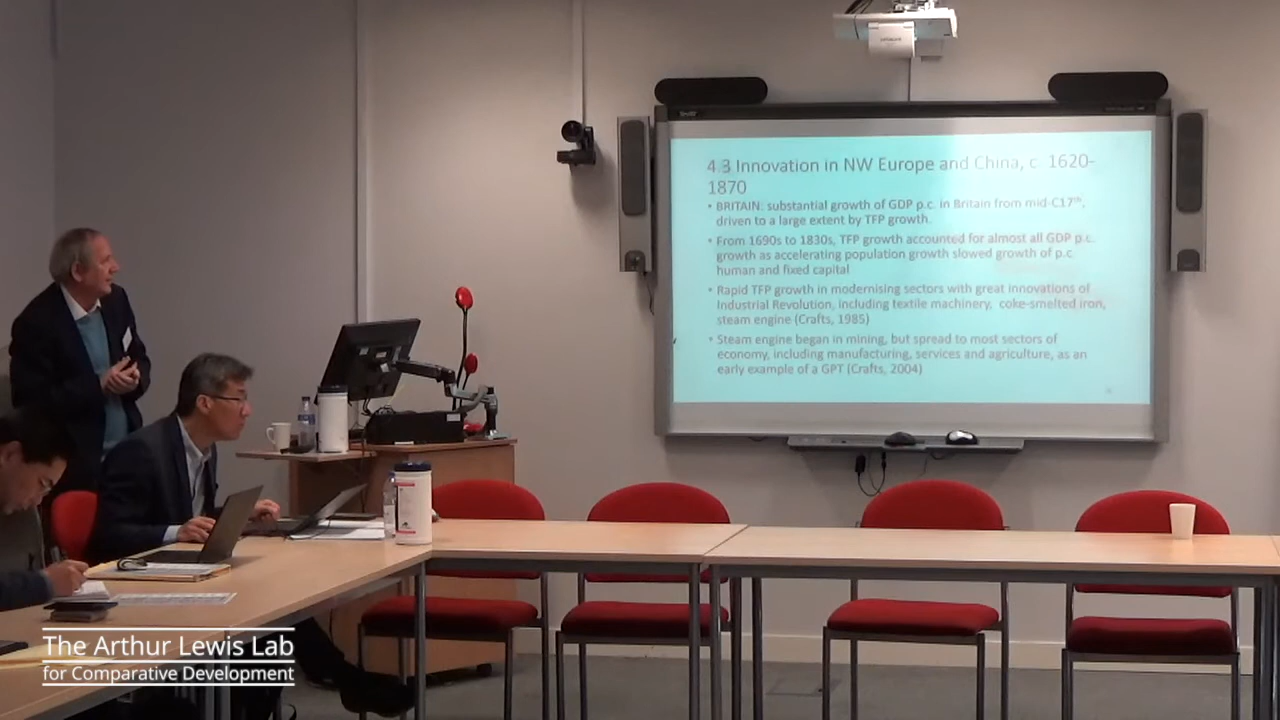 4.3 Innovation in NW Europe and China, c. 1620-
1870
• BRITAIN: substantial growth of GDP p.c. in Britain from mid-C17th,
driven to a large extent by TFP growth.
• From 1690s to 1830s, TFP growth accounted for almost all GDP p.c.
growth as accelerating population growth slowed growth of p.c.
human and fixed capital
• Rapid TFP growth in modernising sectors with great innovations of
Industrial Revolution, including textile machinery, coke-smelted iron,
steam engine (Crafts, 1985)
• Steam engine began in mining, but spread to most sectors of
economy, including manufacturing, services and agriculture, as an
early example of a GPT (Crafts, 2004)
The Arthur Lewis Lab
for Comparative Development